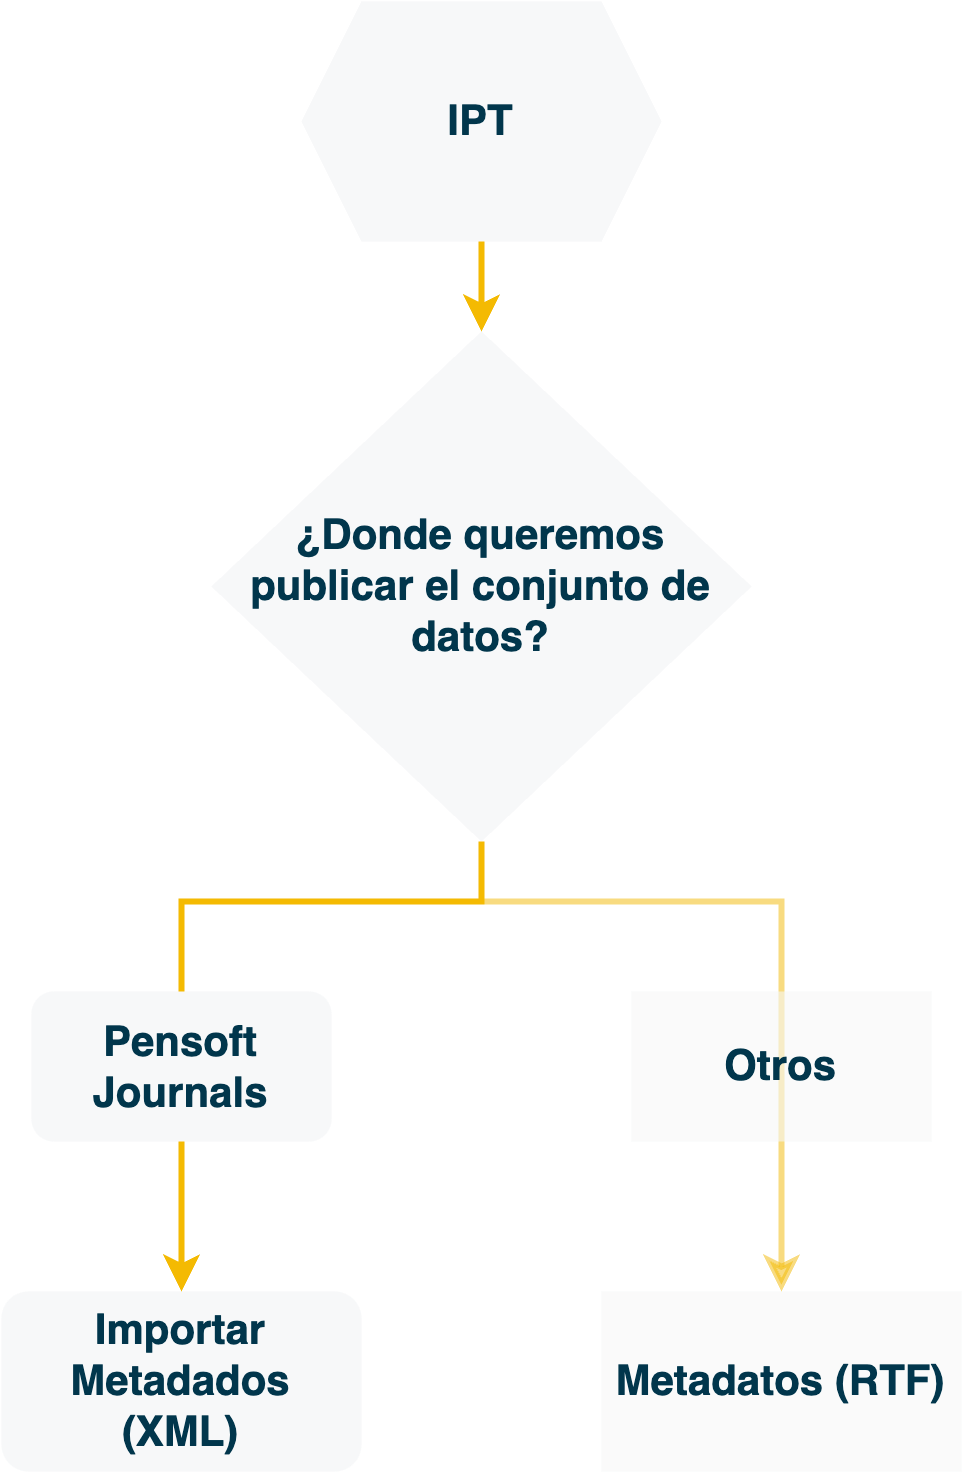 IPT
¿Donde queremos
publicar el conjunto de
datos?
Pensoft
Journals
Otros
Importar
Metadados
(XML)
Metadatos (RTF)